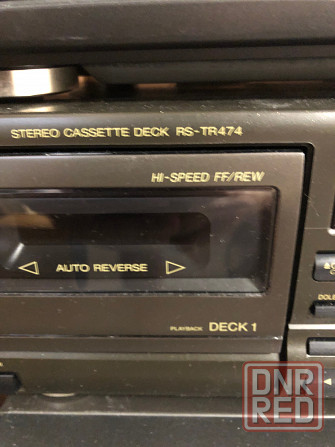 STEREO CASSETTE DECK RS-TR474
HI-SPEED FF/REW
AUTO REVERSE
PLAYBACK DECK 1
DNR
RED